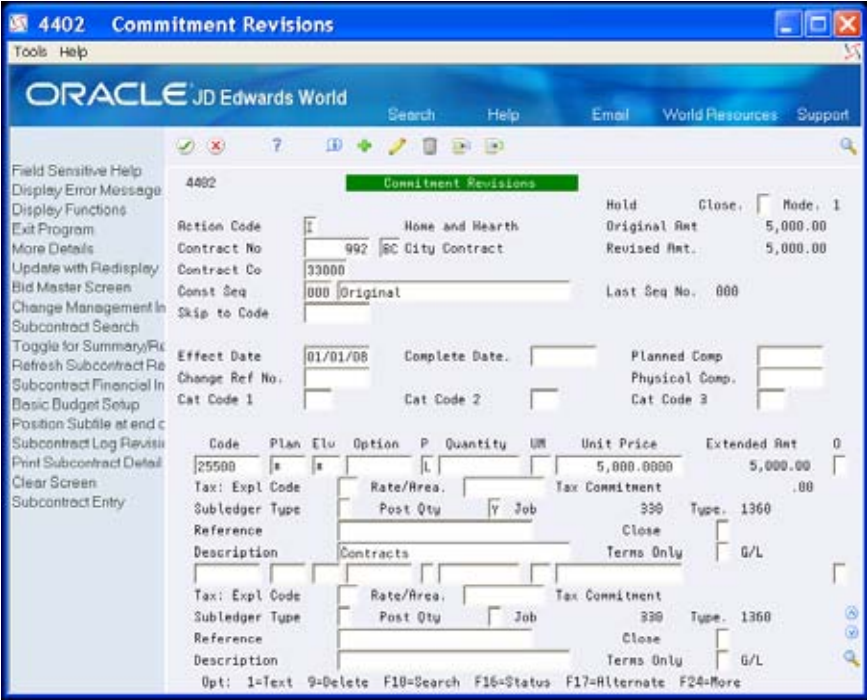 4402 Commitment Revisions
Tools Help
ORACLE JD Edwards World
Search Help Email World Resources Support
Field Sensitive Help
Display Error Message
Display Functions
Exit Program
More Details
Update with Redisplay
Bid Master Screen
Change Management In
Subcontract Search
Toggle for Summary/Re
Refresh Subcontract Re
Subcontract Financial In
Basic Budget Setup
Position Subfile at end o
Subcontract Log Revisi
Print Subcontract Detail
Clear Screen
Subcontract Entry
4402 Commitment Revisions
Hold Close. Mode. 1
Action Code I Home and Hearth Original Amt 5,000.00
Contract No 992 BC City Contract Revised Amt. 5,000.00
Contract Co 33000
Const Seq 000 Original Last Seq No. 000
Skip to Code
Effect Date 01/01/08 Complete Date. Planned Comp
Change Ref No. Physical Comp.
Cat Code 1 Cat Code 2 Cat Code 3
Code Plan Elv Option P Quantity UM Unit Price Extended Amt O
25500 * * L 5,000.0000 5,000.00
Tax: Expl Code Rate/Area. Tax Commitment .00
Subledger Type Post Qty Y Job 330 Type. 1360
Reference Close
Description Contracts Terms Only G/L
Tax: Expl Code Rate/Area. Tax Commitment
Subledger Type Post Qty Job 330 Type. 1360
Reference Close
Description Terms Only G/L
Opt: 1=Text 9=Delete F10=Search F16=Status F17=Alternate F24=More